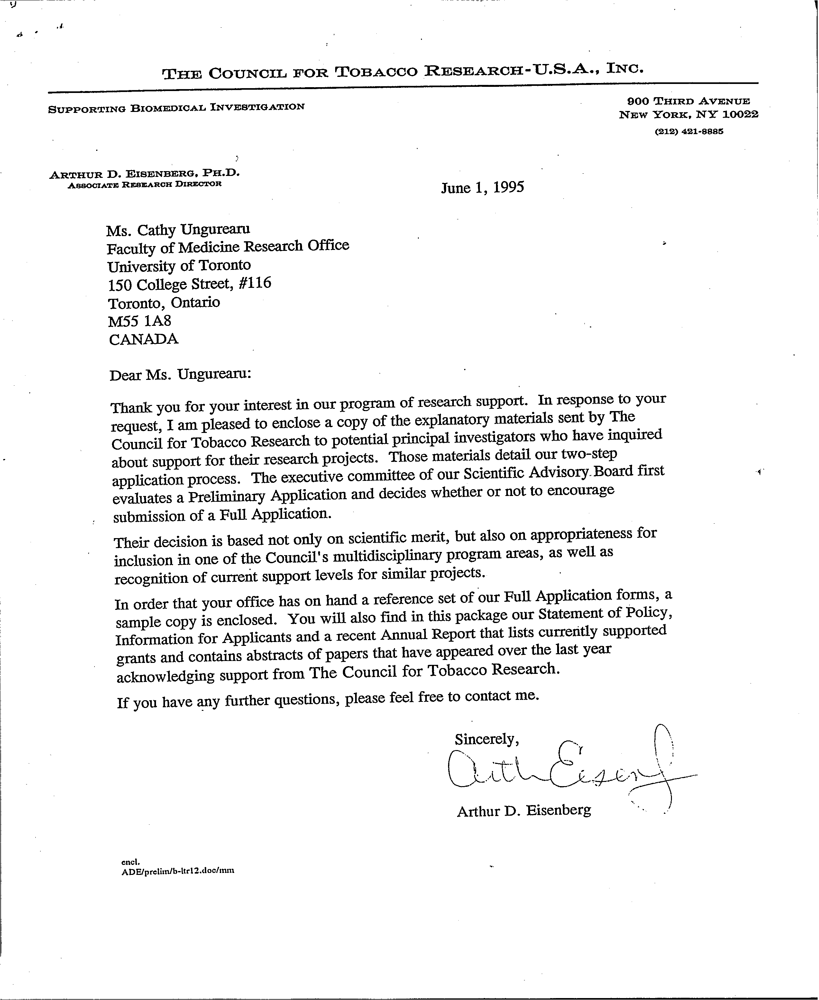 THE COUNCIL FOR TOBACCO RESEARCH-U.S.A., INC.
SUPPORTING BIOMEDICAL INVESTIGATION
900 THIRD AVENUE
NEW YORK, NY 10022
(212) 421-8885
ARTHUR D. EISENBERG, PH.D.
ASSOCIATE RESEARCH DIRECTOR
June 1, 1995
Ms. Cathy Ungurearu
Faculty of Medicine Research Office
University of Toronto
150 College Street, #116
Toronto, Ontario
M55 1A8
CANADA
Dear Ms. Ungurearu:
Thank you for your interest in our program of research support. In response to your
request, I am pleased to enclose a copy of the explanatory materials sent by The
Council for Tobacco Research to potential principal investigators who have inquired
about support for their research projects. Those materials detail our two-step
application process. The executive committee of our Scientific Advisory Board first
evaluates a Preliminary Application and decides whether or not to encourage
submission of a Full Application.
Their decision is based not only on scientific merit, but also on appropriateness for
inclusion in one of the Council's multidisciplinary program areas, as well as
recognition of current support levels for similar projects.
In order that your office has on hand a reference set of our Full Application forms, a
sample copy is enclosed. You will also find in this package our Statement of Policy,
Information for Applicants and a recent Annual Report that lists currently supported
grants and contains abstracts of papers that have appeared over the last year
acknowledging support from The Council for Tobacco Research.
If you have any further questions, please feel free to contact me.
Sincerely,
Arthur D. Eisenberg
encl.
ADE/prelim/b-ltr12.doc/mm